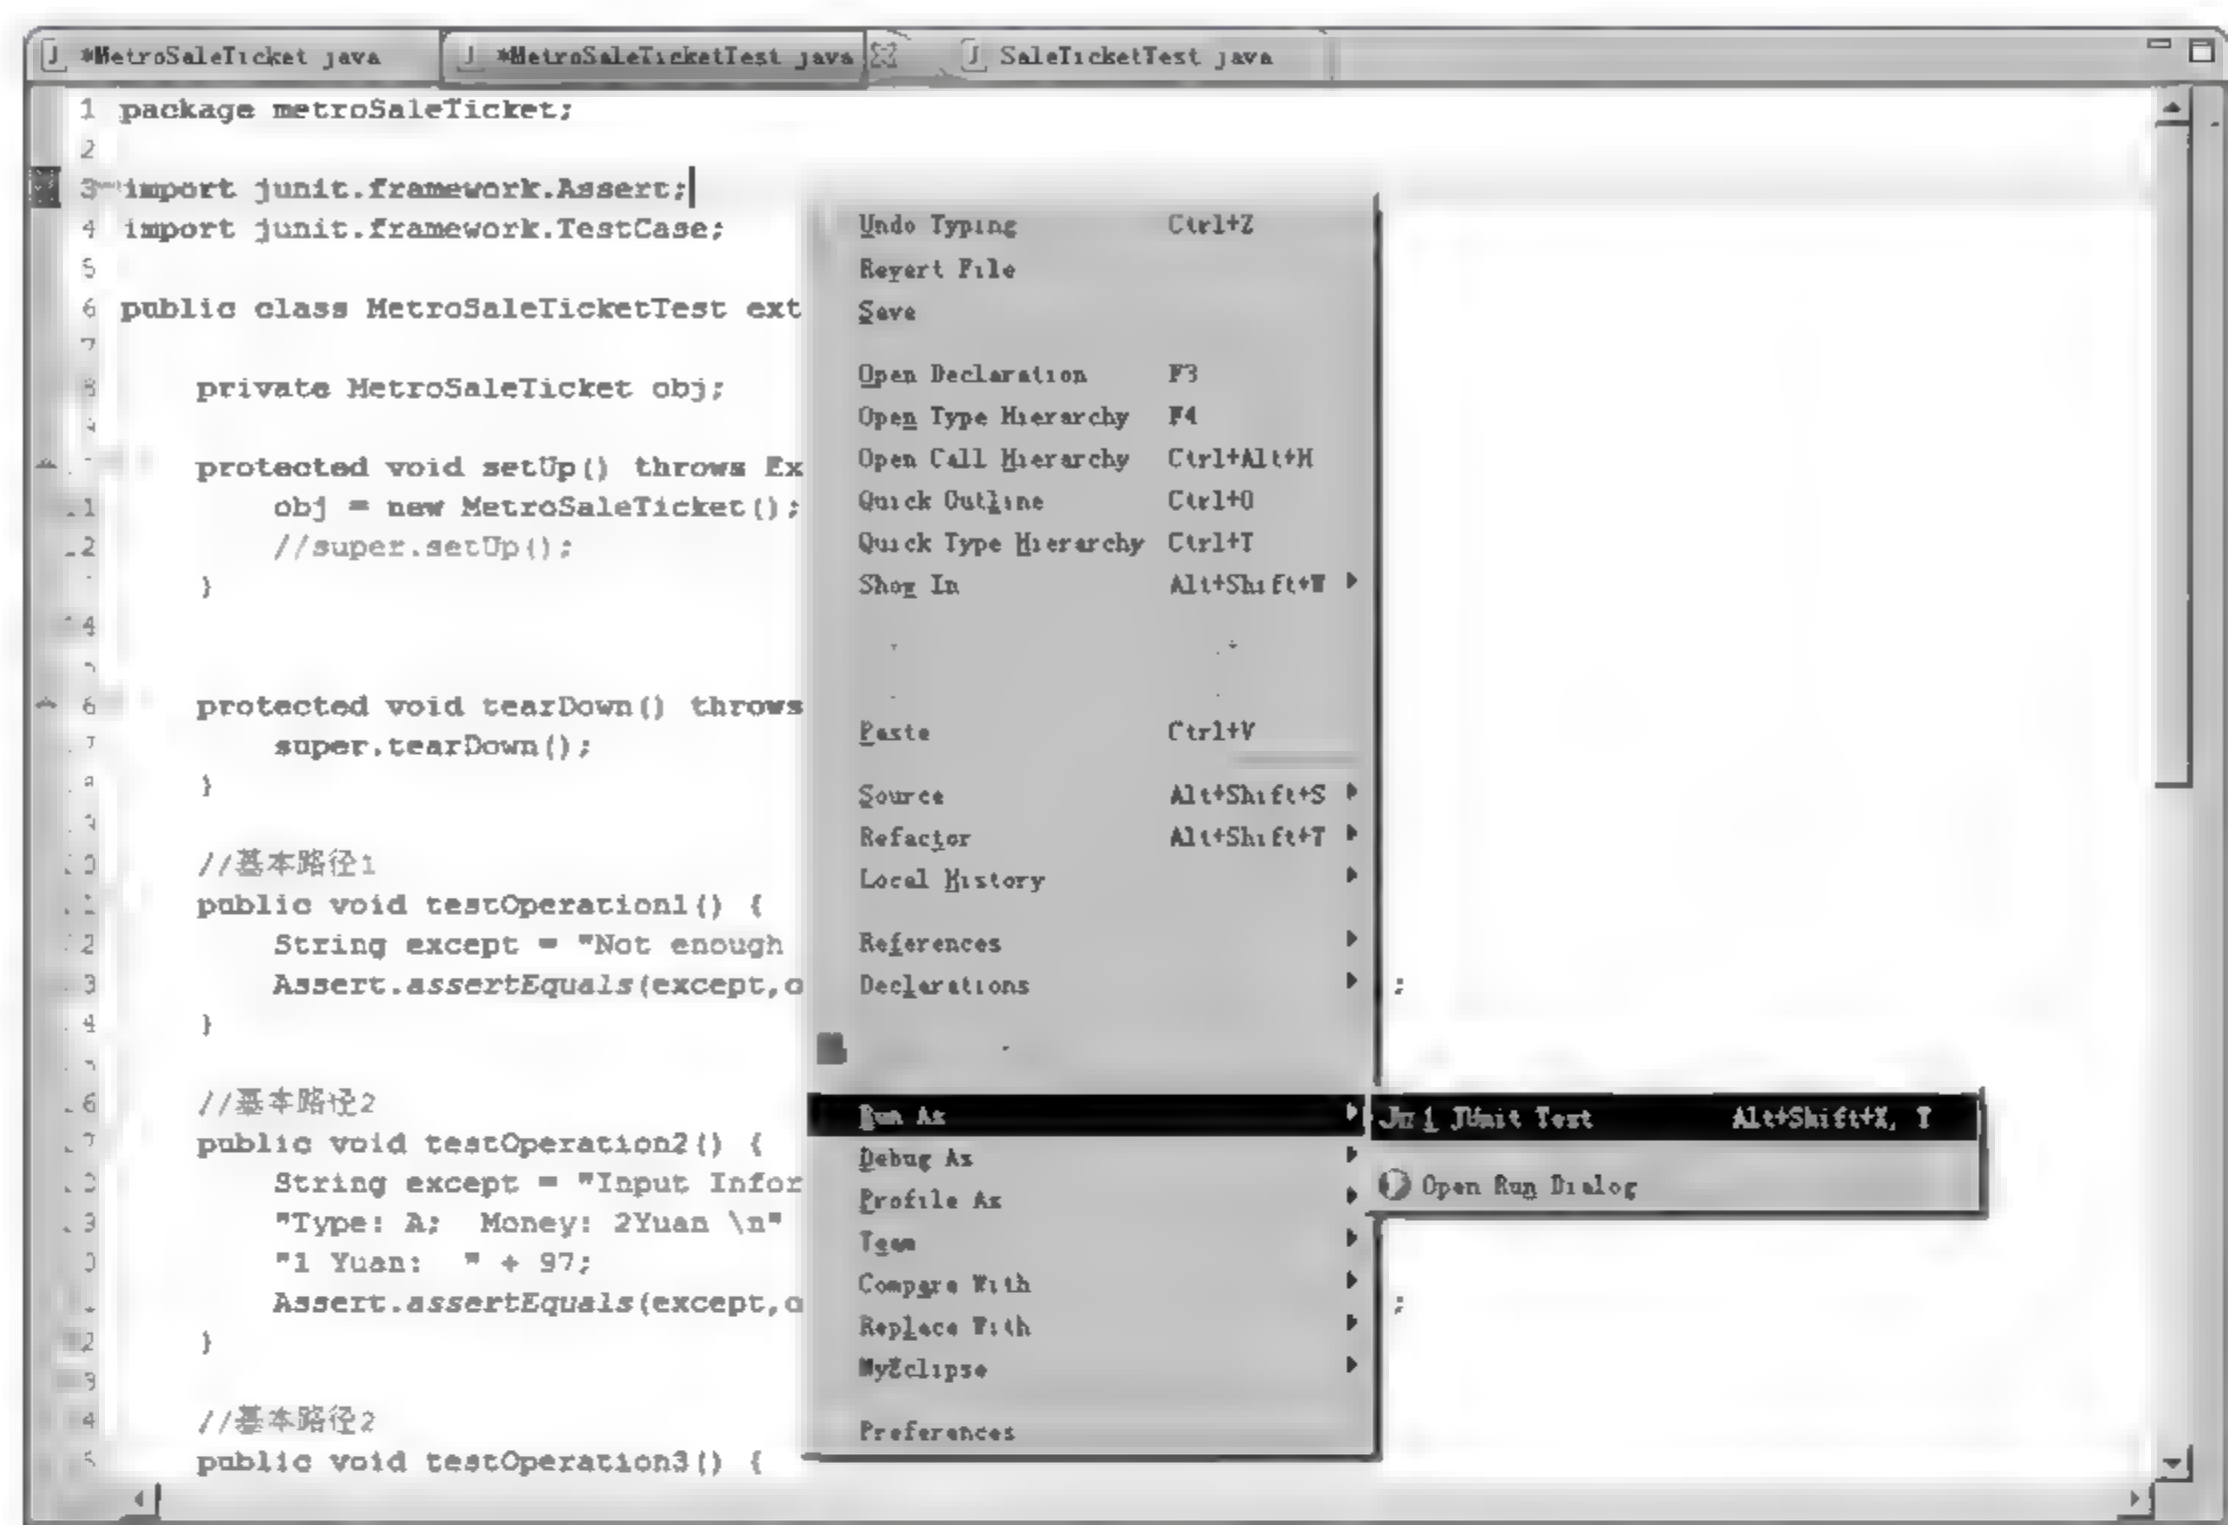 *MetroSaleTicket java
*MetroSaleTicketTest java
SaleTicketTest java
1 package metroSaleTicket;
2
3 import junit.framework.Assert;
4 import junit.framework.TestCase;
5
6 public class MetroSaleTicketTest ext
7
8 private MetroSaleTicket obj;
protected void setUp() throws Ex
obj = new MetroSaleTicket();
//super.setUp();
}
protected void tearDown() throws
super.tearDown();
}
//基本路径1
public void testOperation1() {
String except = "Not enough
Assert.assertEquals(except,o ;
}
//基本路径2
public void testOperation2() {
String except = "Input Infor
"Type: A; Money: 2Yuan \n"
"1 Yuan: " + 97;
Assert.assertEquals(except,o ;
}
//基本路径2
public void testOperation3() {
Undo Typing Ctrl+Z
Revert File
Save
Open Declaration F3
Open Type Hierarchy F4
Open Call Hierarchy Ctrl+Alt+H
Quick Outline Ctrl+O
Quick Type Hierarchy Ctrl+T
Show In Alt+Shift+W
Paste Ctrl+V
Source Alt+Shift+S
Refactor Alt+Shift+T
Local History
References
Declarations
Run As
Debug As
Profile As
Team
Compare With
Replace With
MyEclipse
Preferences
Ju 1 JUnit Test Alt+Shift+X, T
Open Run Dialog